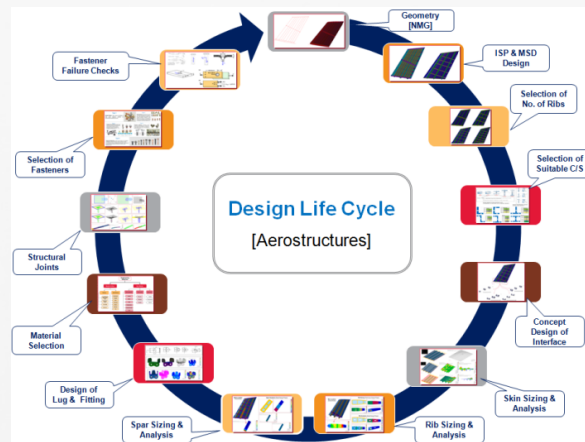 Geometry
[NMG]
ISP & MSD
Design
Selection of
No. of Ribs
Selection of
Suitable C/S
Concept
Design of
Interface
Skin Sizing &
Analysis
Rib Sizing &
Analysis
Spar Sizing &
Analysis
Design of
Lug & Fitting
Material
Selection
Structural
Joints
Selection of
Fasteners
Fastener
Failure Checks
Design Life Cycle
[Aerostructures]